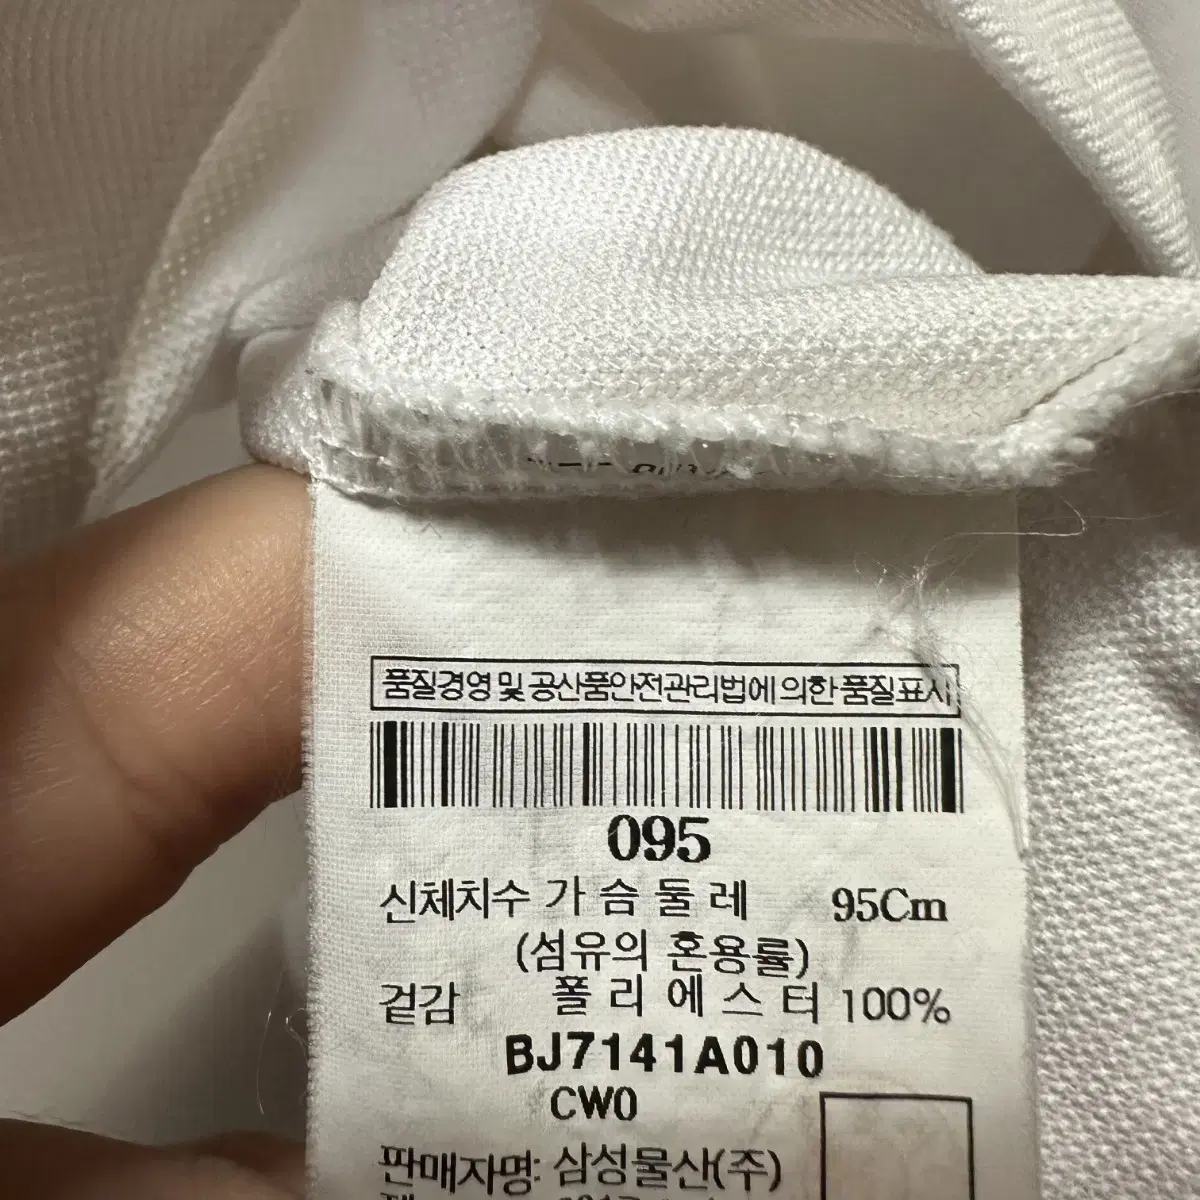 품질경영 및 공산품안전관리법에 의한 품질표시
095
신체치수 가슴둘레 95Cm
(섬유의 혼용률)
겉감 폴리에스터 100%
BJ7141A010
CW0
판매자명: 삼성물산(주)